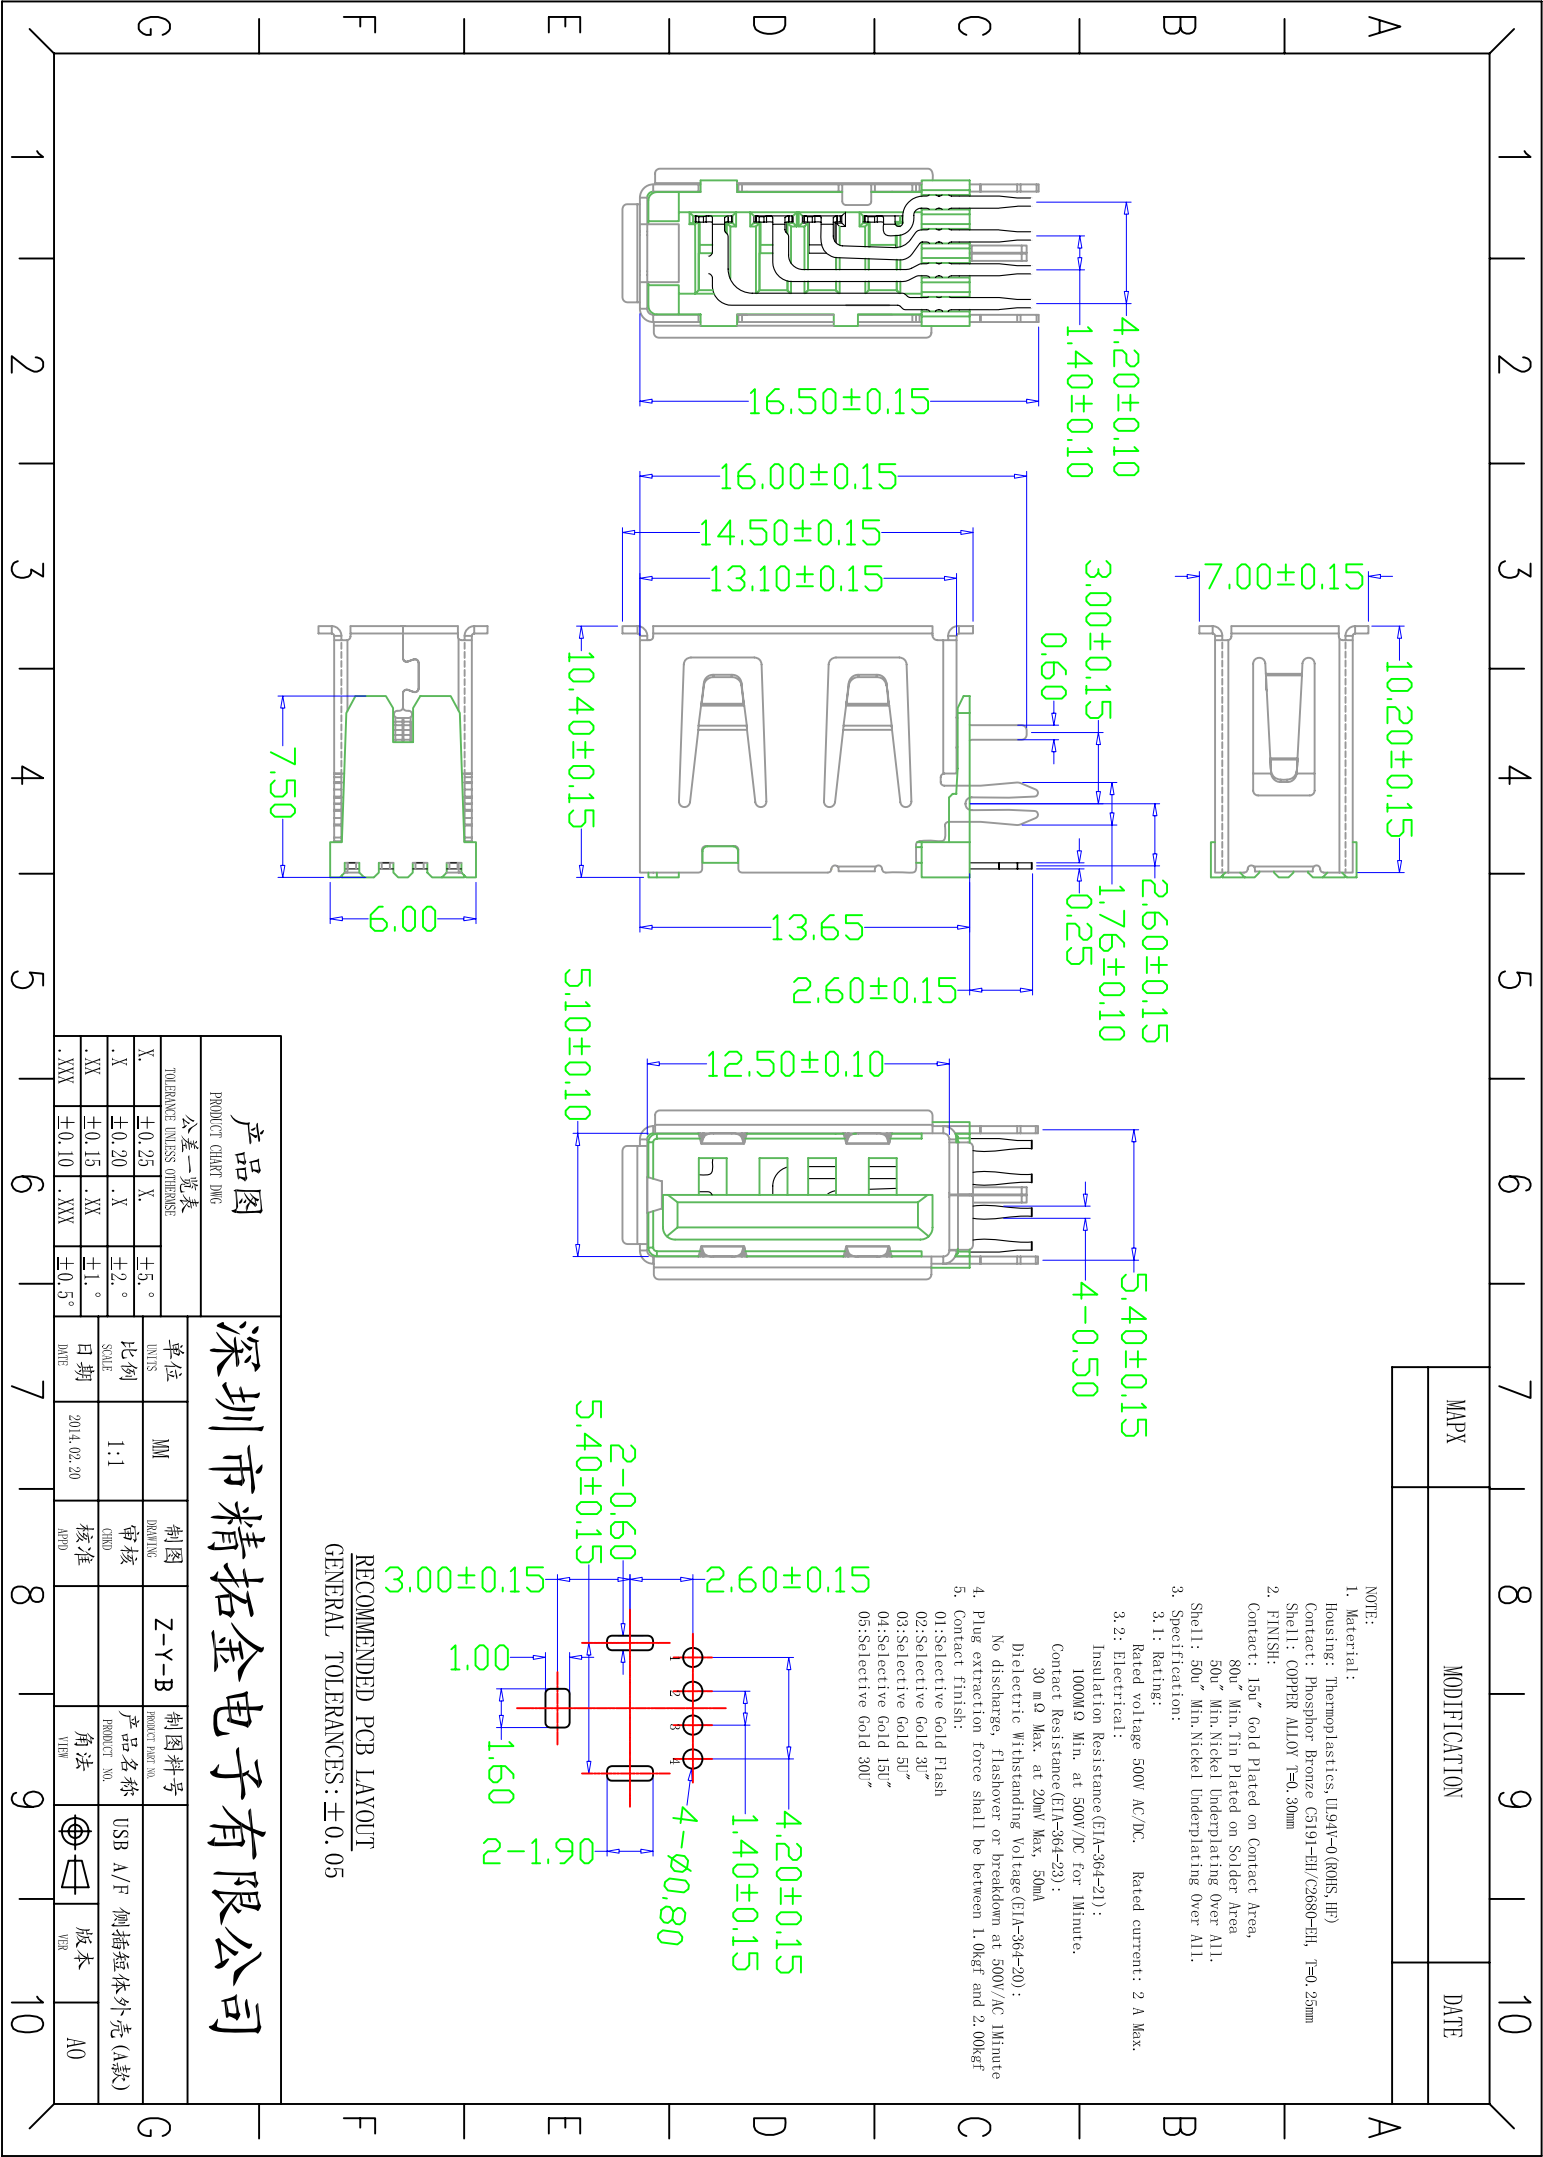 1 2 3 4 5 6 7 8 9 10
A B C D E F G
MAPX MODIFICATION DATE
NOTE:
1. Material:
Housing: Thermoplastics,UL94V-0(ROHS,HF)
Contact: Phosphor Bronze C5191-EH/C2680-EH, T=0.25mm
Shell: COPPER ALLOY T=0.30mm
2. FINISH:
Contact: 15u" Gold Plated on Contact Area,
80u" Min.Tin Plated on Solder Area
50u" Min.Nickel Underplating Over All.
Shell: 50u" Min.Nickel Underplating Over All.
3. Specification:
3.1: Rating:
Rated voltage 500V AC/DC. Rated current: 2 A Max.
3.2: Electrical:
Insulation Resistance(EIA-364-21):
1000MΩ Min. at 500V/DC for 1Minute.
Contact Resistance(EIA-364-23):
30 mΩ Max. at 20mV Max, 50mA
Dielectric Withstanding Voltage(EIA-364-20):
No discharge, flashover or breakdown at 500V/AC 1Minute
4. Plug extraction force shall be between 1.0kgf and 2.00kgf
5. Contact finish:
01:Selective Gold Flash
02:Selective Gold 3U"
03:Selective Gold 5U"
04:Selective Gold 15U"
05:Selective Gold 30U"
4.20±0.10
1.40±0.10
16.50±0.15
7.00±0.15
10.20±0.15
16.00±0.15
14.50±0.15
13.10±0.15
3.00±0.15
0.60
10.40±0.15
2.60±0.15
1.76±0.10
0.25
13.65
2.60±0.15
7.50
6.00
12.50±0.10
5.10±0.10
5.40±0.15
4-0.50
5.40±0.15
2-0.60
3.00±0.15
2.60±0.15
1.00
1.60
2-1.90
4-Ø0.80
1.40±0.15
4.20±0.15
1 2 3 4
RECOMMENDED PCB LAYOUT
GENERAL TOLERANCES:±0.05
产品图
PRODUCT CHART DWG
公差一览表
TOLERANCE UNLESS OTHERWISE
X. ±0.25 X. ±5.°
.X ±0.20 .X ±2.°
.XX ±0.15 .XX ±1.°
.XXX ±0.10 .XXX ±0.5°
深圳市精拓金电子有限公司
单位 UNITS MM 制图 DRAWING Z-Y-B 制图料号 PRODUCT PART NO.
比例 SCALE 1:1 审核 CHKD 产品名称 PRODUCT NO. USB A/F 侧插短体外壳(A款)
日期 DATE 2014.02.20 核准 APPD 角法 VIEW 版本 VER A0
1 2 3 4 5 6 7 8 9 10
A B C D E F G